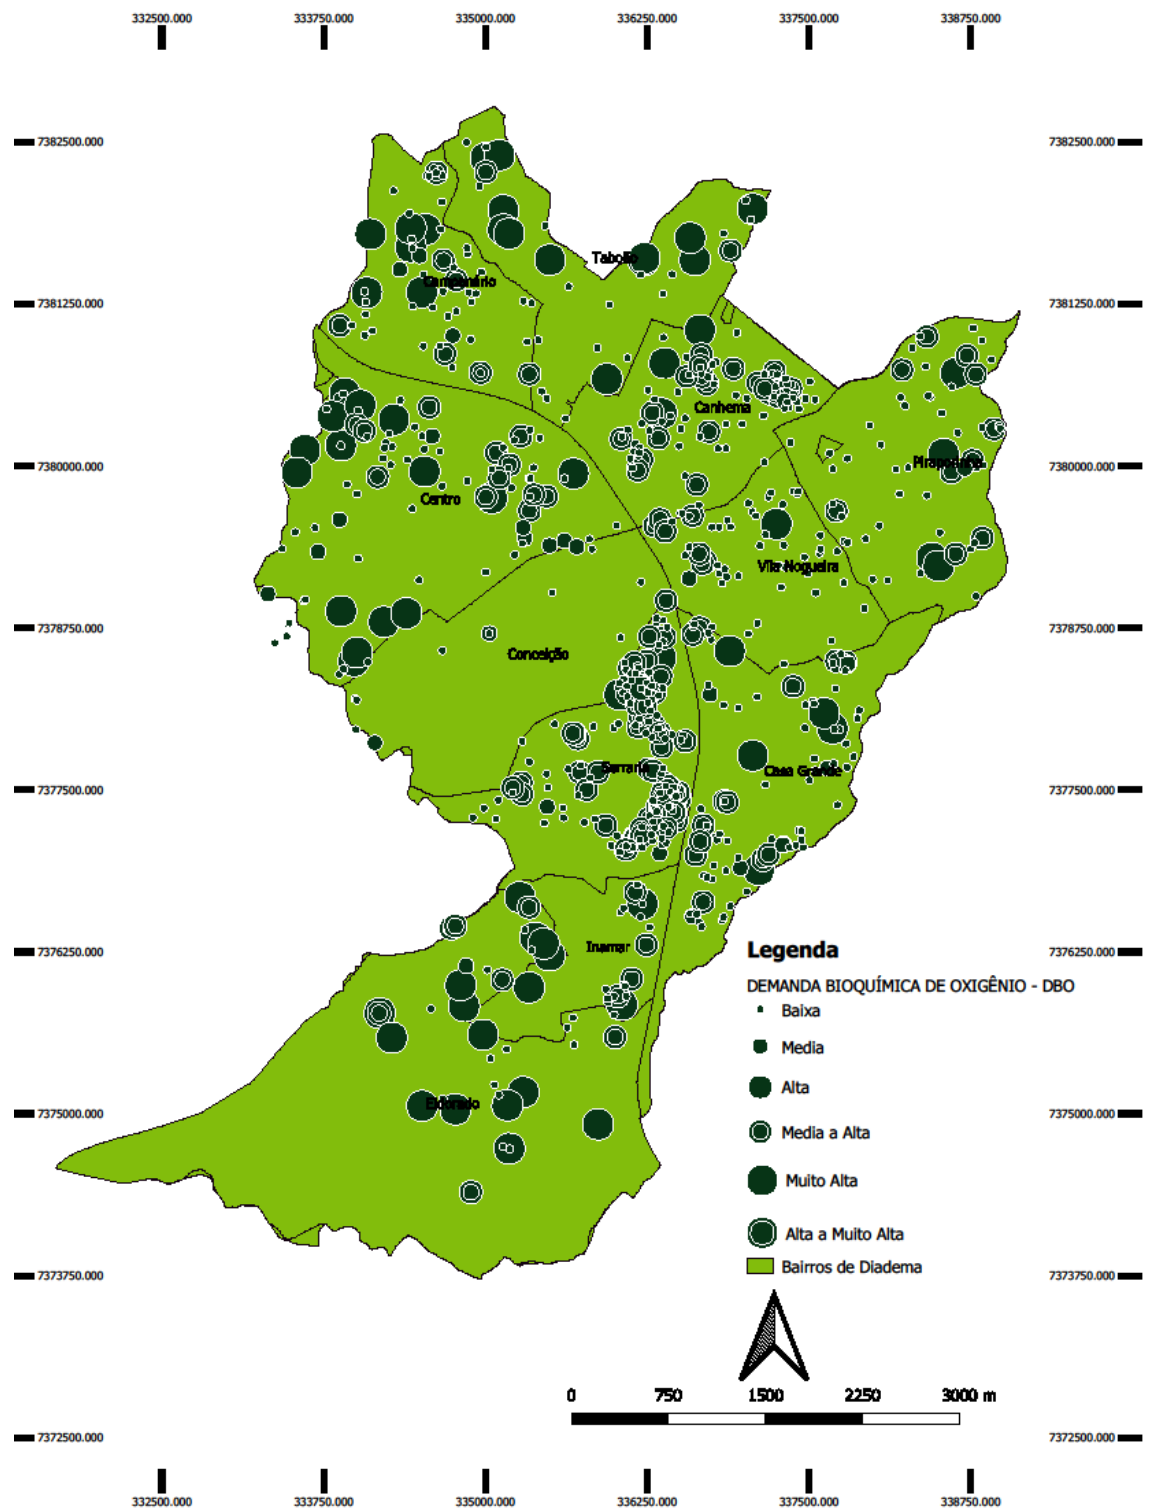 332500.000 333750.000 335000.000 336250.000 337500.000 338750.000
7382500.000 7382500.000
Taboão
Campanário
7381250.000 7381250.000
Canhema
7380000.000 Piraporinha 7380000.000
Centro
Vila Nogueira
7378750.000 7378750.000
Conceição
Serraria
Casa Grande
7377500.000 7377500.000
Inamar
7376250.000 7376250.000
Legenda
DEMANDA BIOQUÍMICA DE OXIGÊNIO - DBO
Baixa
Media
Alta
Eldorado
7375000.000 7375000.000
Media a Alta
Muito Alta
Alta a Muito Alta
Bairros de Diadema
7373750.000 7373750.000
0 750 1500 2250 3000 m
7372500.000 7372500.000
332500.000 333750.000 335000.000 336250.000 337500.000 338750.000